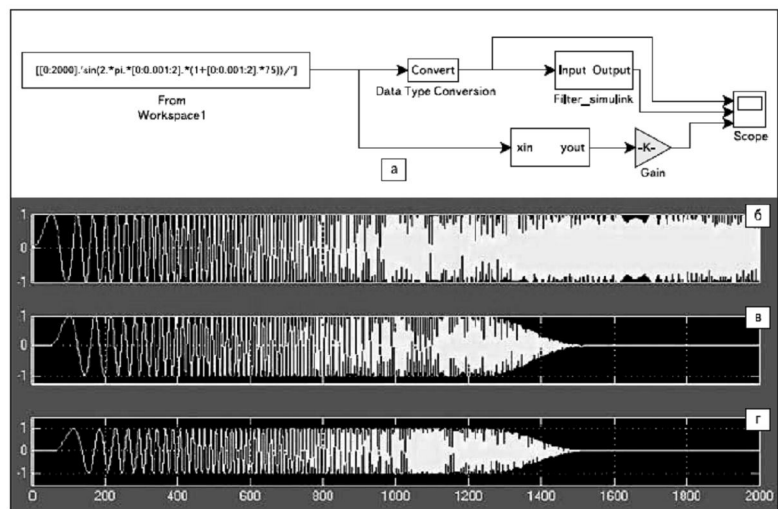 [[0:2000].'sin(2.*pi.*[0:0.001:2].*(1+[0:0.001:2].*75))/']
From
Workspace1
Convert
Data Type Conversion
Input Output
Filter_simulink
Scope
xin yout
-K-
Gain
а
б
1
0
-1
в
1
0
-1
г
1
0
-1
0 200 400 600 800 1000 1200 1400 1600 1800 2000